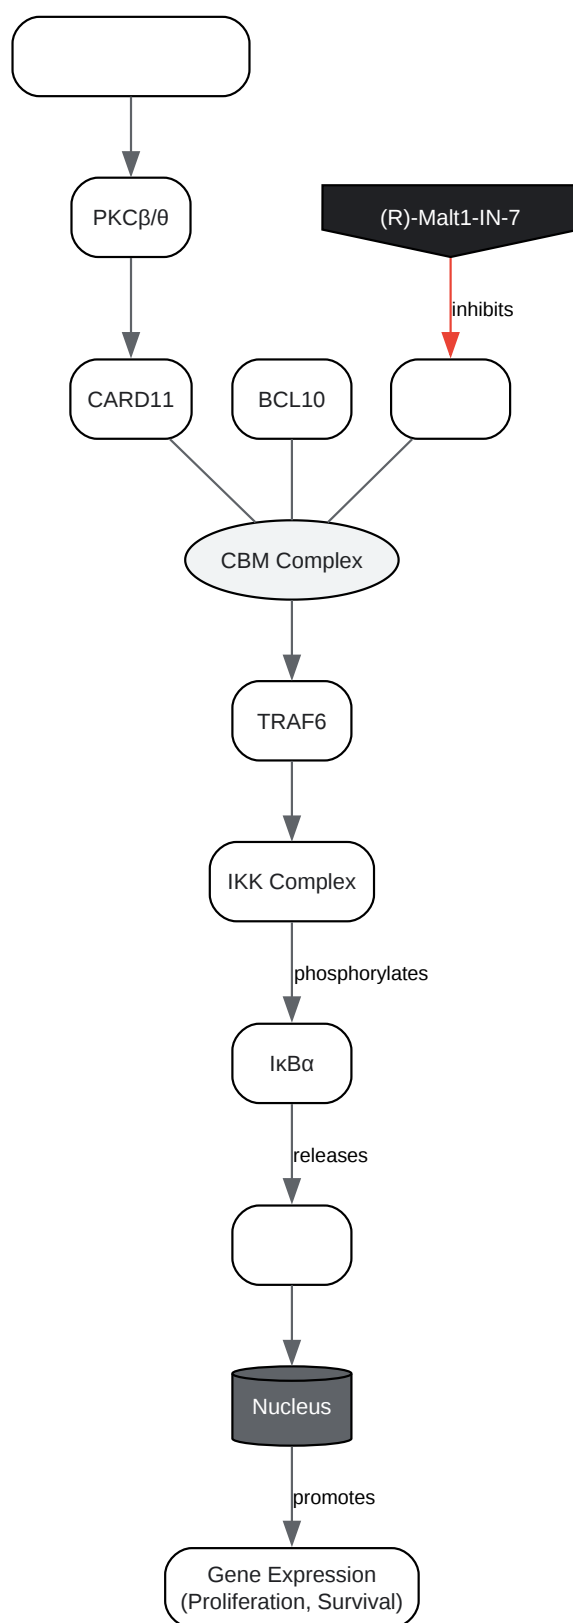 PKCβ/θ
(R)-Malt1-IN-7
inhibits
CARD11
BCL10
CBM Complex
TRAF6
IKK Complex
phosphorylates
IκBα
releases
Nucleus
promotes
Gene Expression
(Proliferation, Survival)